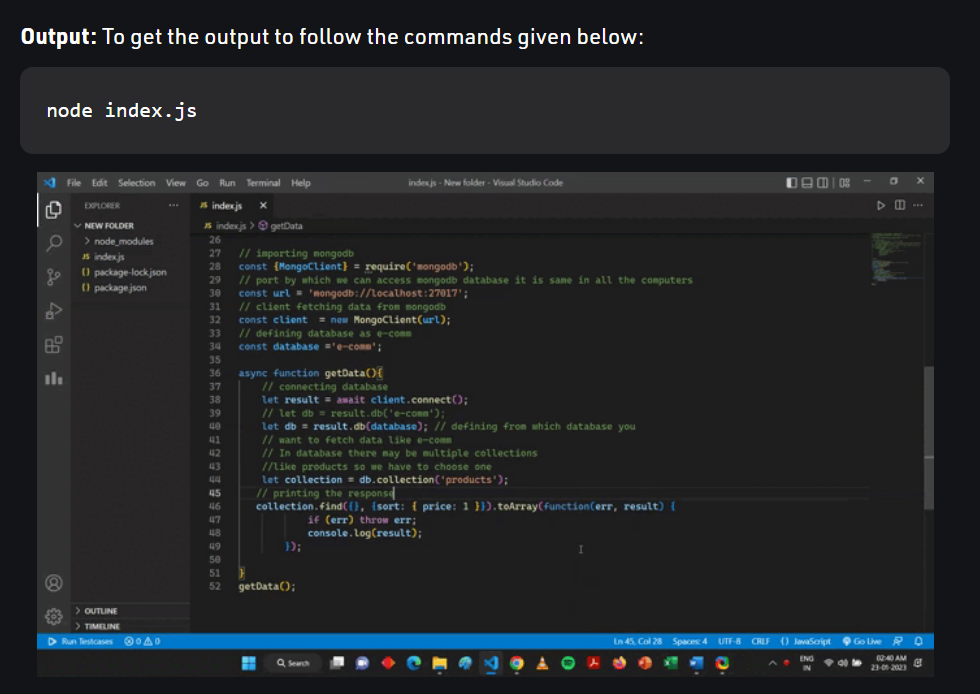 Output: To get the output to follow the commands given below:
node index.js
File Edit Selection View Go Run Terminal Help
index.js - New folder - Visual Studio Code
EXPLORER
JS index.js
NEW FOLDER
JS index.js > getData
node_modules
JS index.js
{} package-lock.json
{} package.json
26
27 // importing mongodb
28 const {MongoClient} = require('mongodb');
29 // port by which we can access mongodb database it is same in all the computers
30 const url = 'mongodb://localhost:27017';
31 // client fetching data from mongodb
32 const client = new MongoClient(url);
33 // defining database as e-comm
34 const database ='e-comm';
35
36 async function getData(){
37 // connecting database
38 let result = await client.connect();
39 // let db = result.db('e-comm');
40 let db = result.db(database); // defining from which database you
41 // want to fetch data like e-comm
42 // In database there may be multiple collections
43 //like products so we have to choose one
44 let collection = db.collection('products');
45 // printing the response
46 collection.find({}, {sort: { price: 1 }}).toArray(function(err, result) {
47 if (err) throw err;
48 console.log(result);
49 });
50
51 }
52 getData();
OUTLINE
TIMELINE
Run Testcases 0 0
Ln 45, Col 28 Spaces: 4 UTF-8 CRLF {} JavaScript Go Live
Search
ENG
IN
02:40 AM
23-01-2023